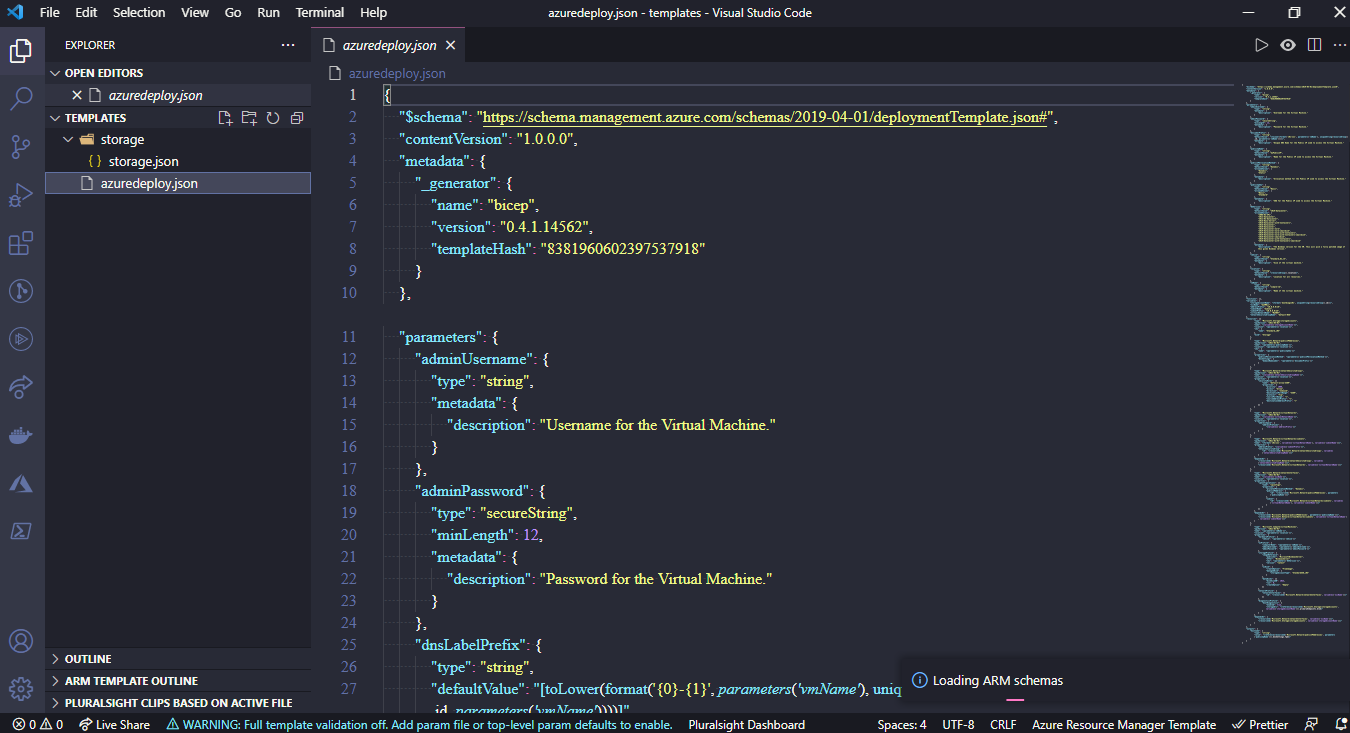 File Edit Selection View Go Run Terminal Help azuredeploy.json - templates - Visual Studio Code
EXPLORER
OPEN EDITORS
azuredeploy.json
TEMPLATES
storage
{} storage.json
azuredeploy.json
OUTLINE
ARM TEMPLATE OUTLINE
PLURALSIGHT CLIPS BASED ON ACTIVE FILE
azuredeploy.json
azuredeploy.json
1 {
2 "$schema": "https://schema.management.azure.com/schemas/2019-04-01/deploymentTemplate.json#",
3 "contentVersion": "1.0.0.0",
4 "metadata": {
5 "_generator": {
6 "name": "bicep",
7 "version": "0.4.1.14562",
8 "templateHash": "8381960602397537918"
9 }
10 },
11 "parameters": {
12 "adminUsername": {
13 "type": "string",
14 "metadata": {
15 "description": "Username for the Virtual Machine."
16 }
17 },
18 "adminPassword": {
19 "type": "secureString",
20 "minLength": 12,
21 "metadata": {
22 "description": "Password for the Virtual Machine."
23 }
24 },
25 "dnsLabelPrefix": {
26 "type": "string",
27 "defaultValue": "[toLower(format('{0}-{1}', parameters('vmName'), uniq
id, parameters('vmName'))))]"
Loading ARM schemas
0 0 Live Share WARNING: Full template validation off. Add param file or top-level param defaults to enable. Pluralsight Dashboard Spaces: 4 UTF-8 CRLF Azure Resource Manager Template Prettier